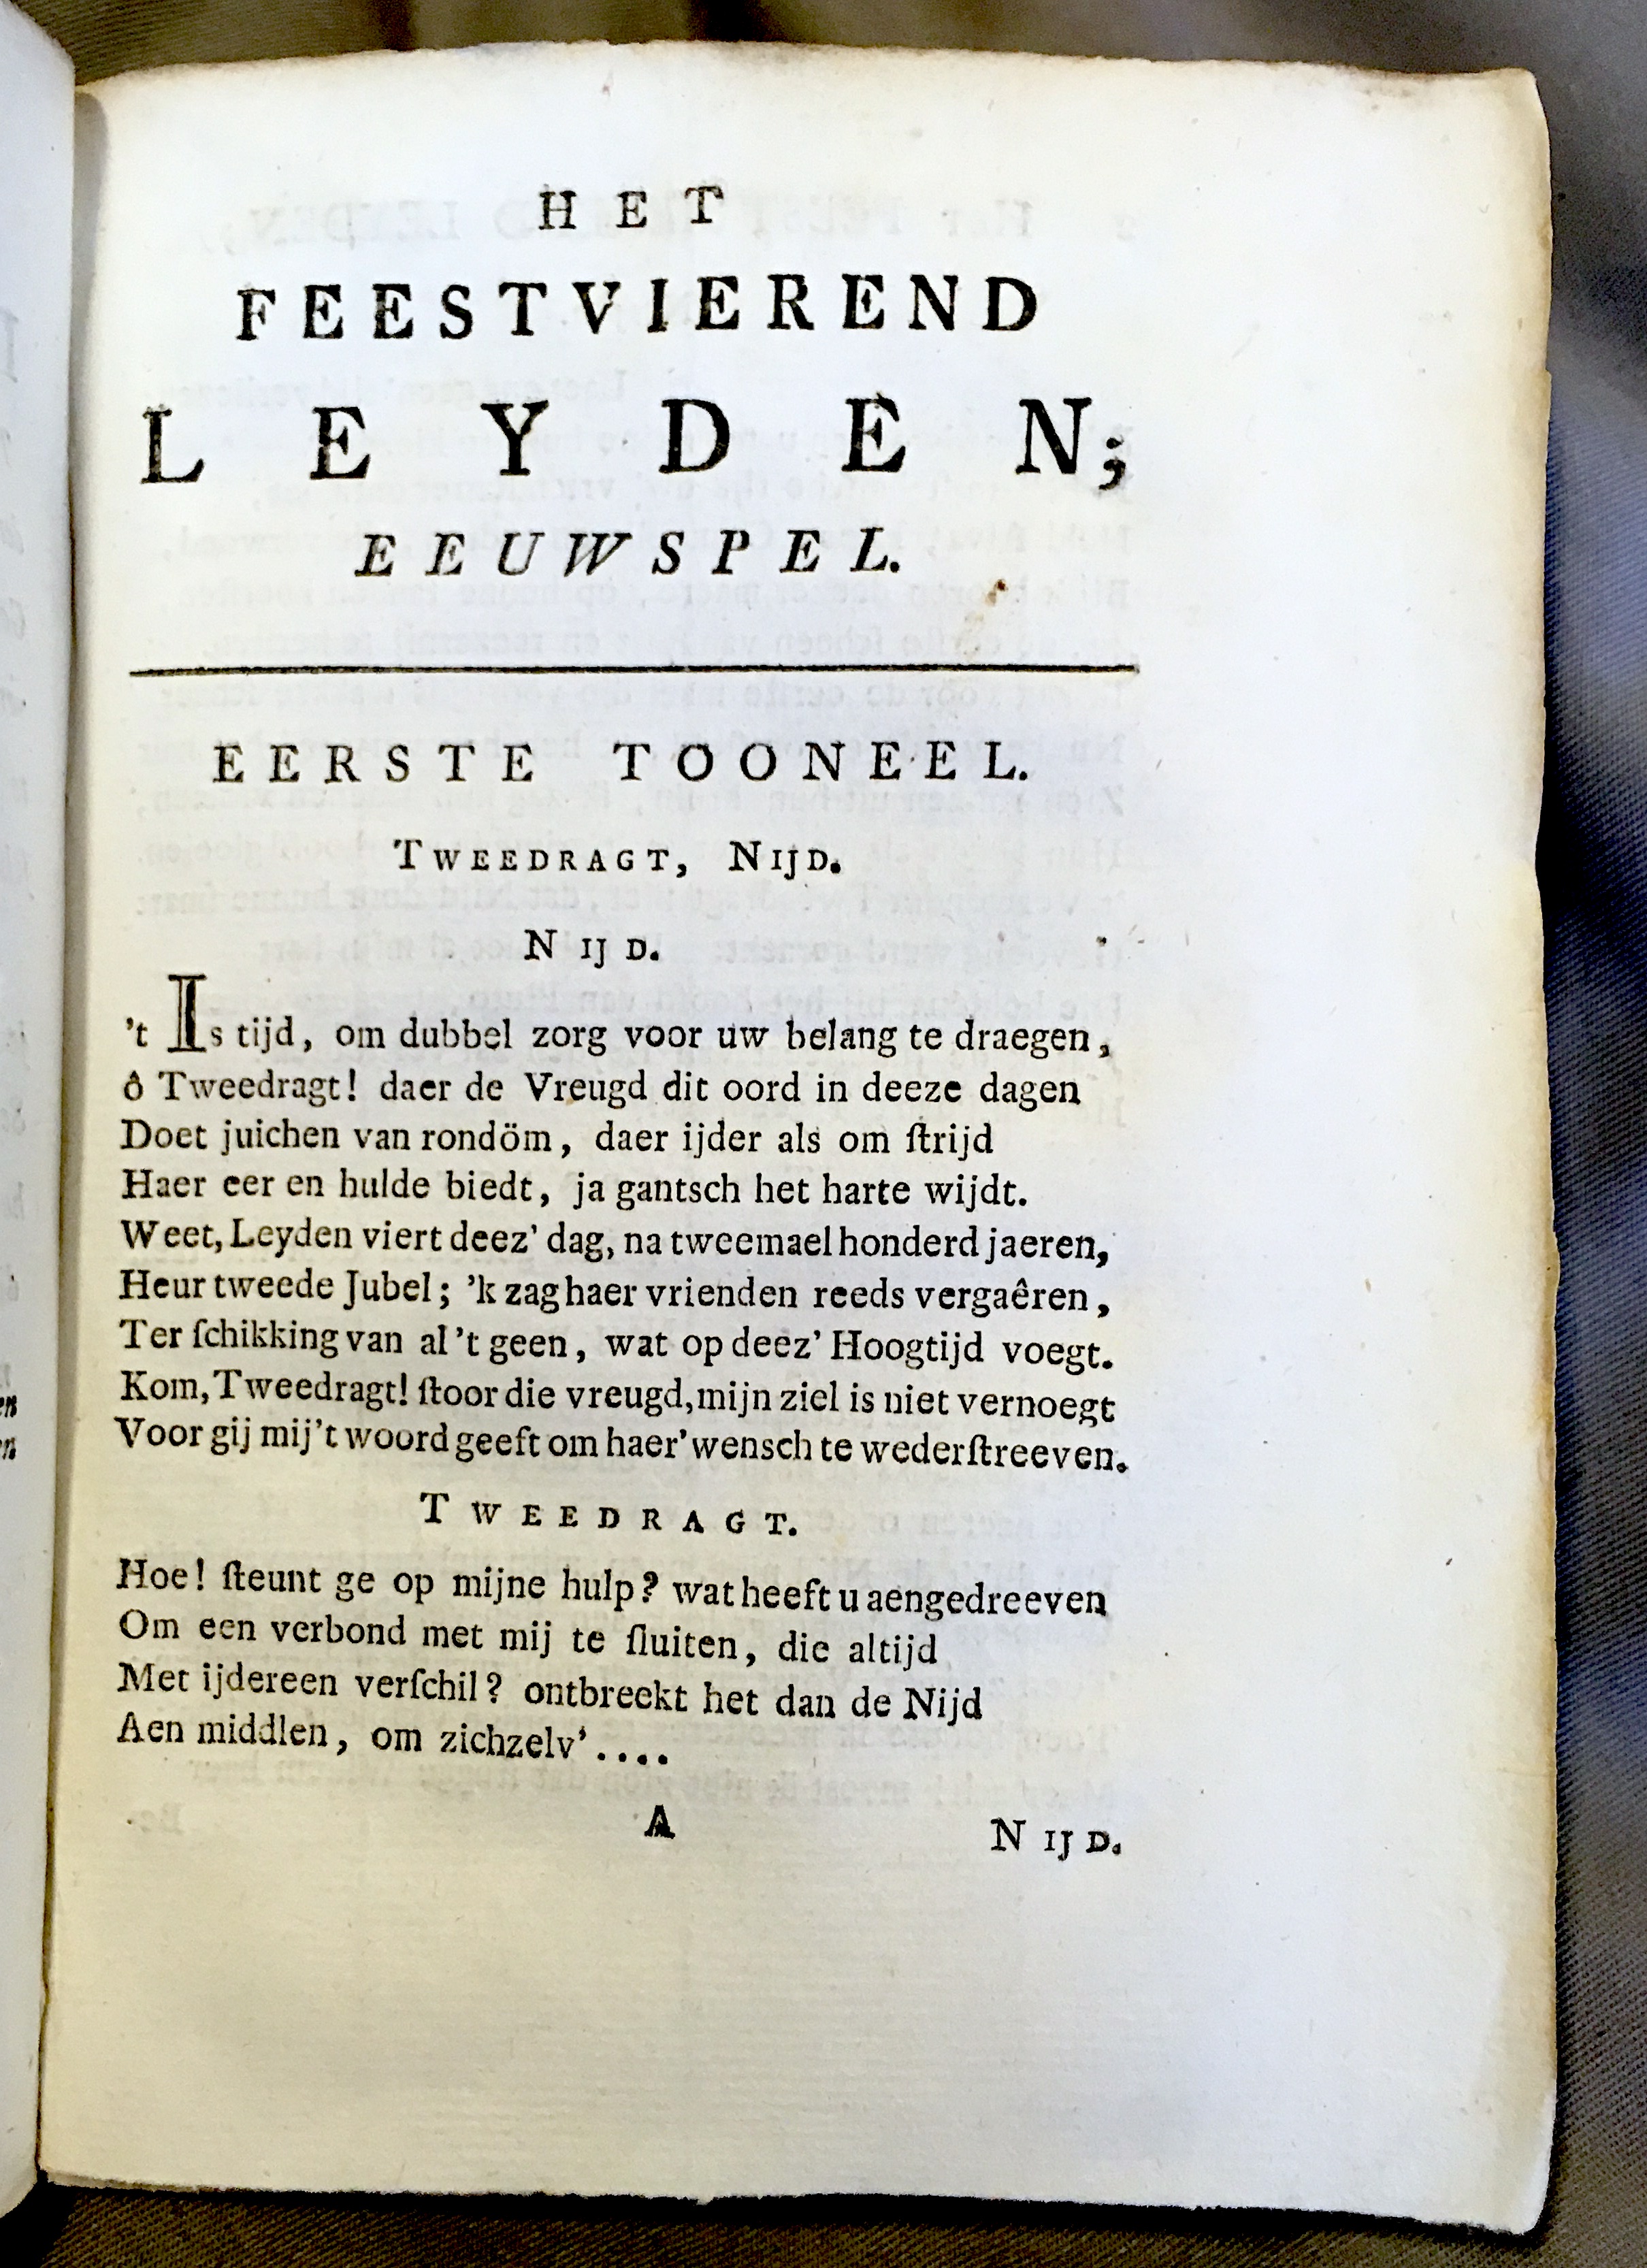 HET
FEESTVIEREND
LEYDEN;
EEUWSPEL.
EERSTE TOONEEL.
TWEEDRAGT, NIJD.
NIJD.
't Is tijd, om dubbel zorg voor uw belang te draegen,
ô Tweedragt! daer de Vreugd dit oord in deeze dagen
Doet juichen van rondöm, daer ijder als om ſtrijd
Haer eer en hulde biedt, ja gantsch het harte wijdt.
Weet, Leyden viert deez' dag, na tweemael honderd jaeren,
Heur tweede Jubel; 'k zag haer vrienden reeds vergaêren,
Ter ſchikking van al 't geen, wat op deez' Hoogtijd voegt.
Kom, Tweedragt! ſtoor die vreugd, mijn ziel is niet vernoegt
Voor gij mij 't woord geeft om haer' wensch te wederſtreeven.
TWEEDRAGT.
Hoe! ſteunt ge op mijne hulp? wat heeft u aengedreeven
Om een verbond met mij te ſluiten, die altijd
Met ijdereen verſchil? ontbreekt het dan de Nijd
Aen middlen, om zichzelv'....
A NIJD.
en
en